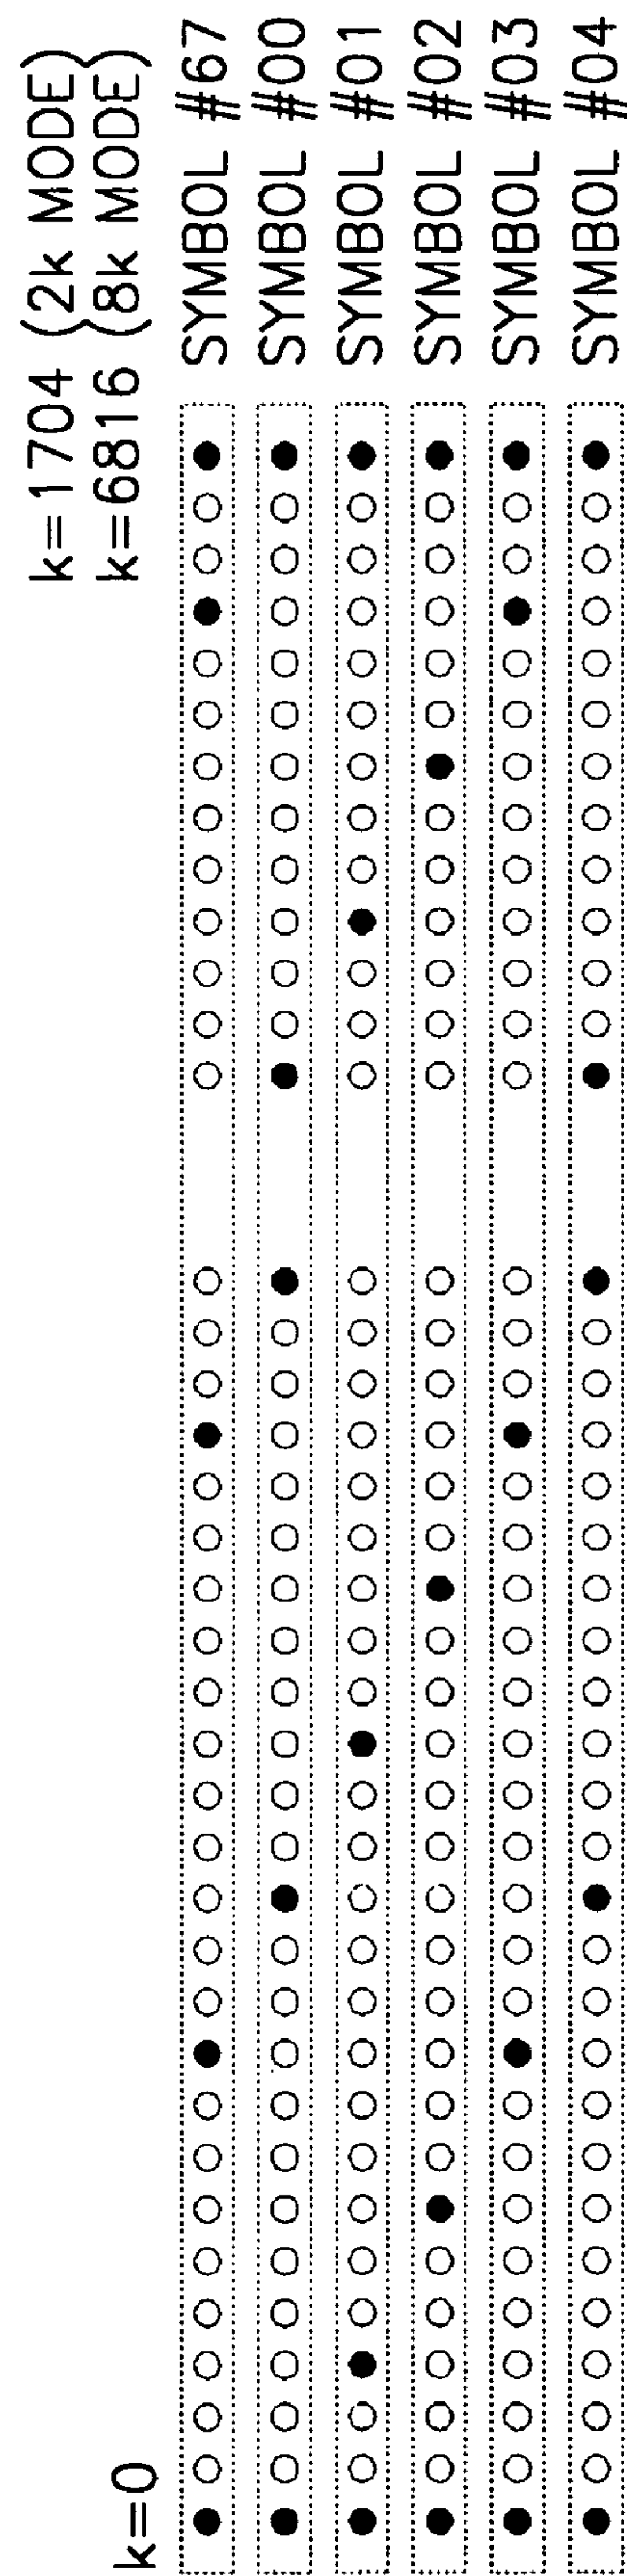 k=0
k=1704 (2k MODE)
k=6816 (8k MODE)
SYMBOL #67
SYMBOL #00
SYMBOL #01
SYMBOL #02
SYMBOL #03
SYMBOL #04